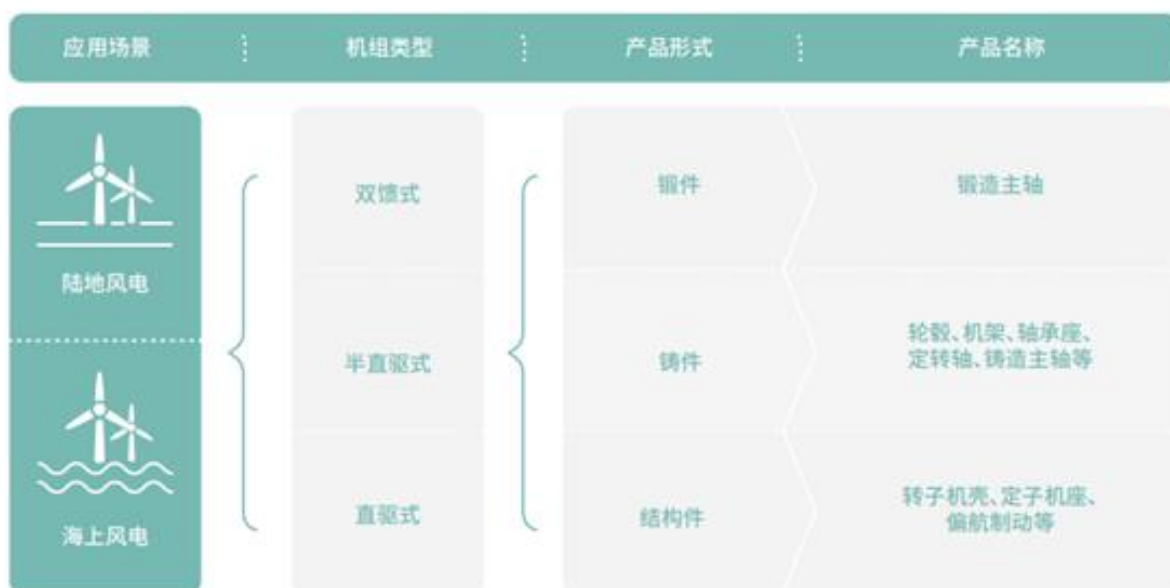 应用场景
机组类型
产品形式
产品名称
陆地风电
海上风电
双馈式
半直驱式
直驱式
锻件
锻造主轴
铸件
轮毂、机架、轴承座、
定转轴、铸造主轴等
结构件
转子机壳、定子机座、
偏航制动等